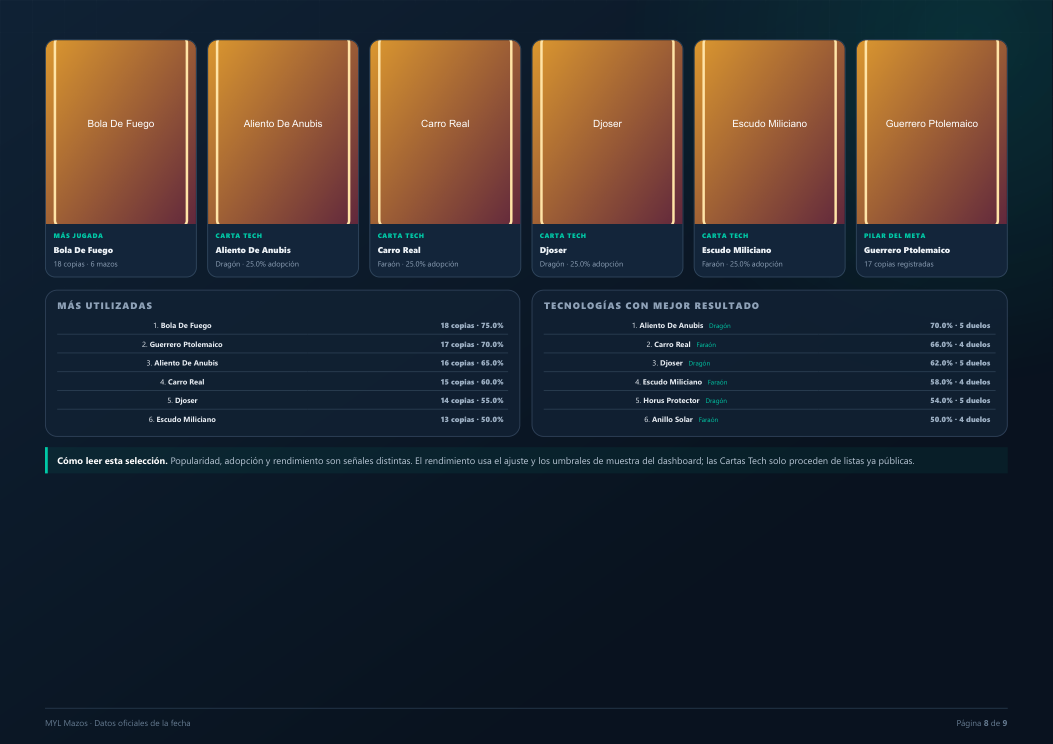 Bola De Fuego
Aliento De Anubis
Carro Real
Djoser
Escudo Miliciano
Guerrero Ptolemaico
MÁS JUGADA
Bola De Fuego
18 copias · 6 mazos
CARTA TECH
Aliento De Anubis
Dragón · 25.0% adopción
CARTA TECH
Carro Real
Faraón · 25.0% adopción
CARTA TECH
Djoser
Dragón · 25.0% adopción
CARTA TECH
Escudo Miliciano
Faraón · 25.0% adopción
PILAR DEL META
Guerrero Ptolemaico
17 copias registradas
MÁS UTILIZADAS
1. Bola De Fuego 18 copias · 75.0%
2. Guerrero Ptolemaico 17 copias · 70.0%
3. Aliento De Anubis 16 copias · 65.0%
4. Carro Real 15 copias · 60.0%
5. Djoser 14 copias · 55.0%
6. Escudo Miliciano 13 copias · 50.0%
TECNOLOGÍAS CON MEJOR RESULTADO
1. Aliento De Anubis Dragón 70.0% · 5 duelos
2. Carro Real Faraón 66.0% · 4 duelos
3. Djoser Dragón 62.0% · 5 duelos
4. Escudo Miliciano Faraón 58.0% · 4 duelos
5. Horus Protector Dragón 54.0% · 5 duelos
6. Anillo Solar Faraón 50.0% · 4 duelos
Cómo leer esta selección. Popularidad, adopción y rendimiento son señales distintas. El rendimiento usa el ajuste y los umbrales de muestra del dashboard; las Cartas Tech solo proceden de listas ya públicas.
MYL Mazos · Datos oficiales de la fecha
Página 8 de 9